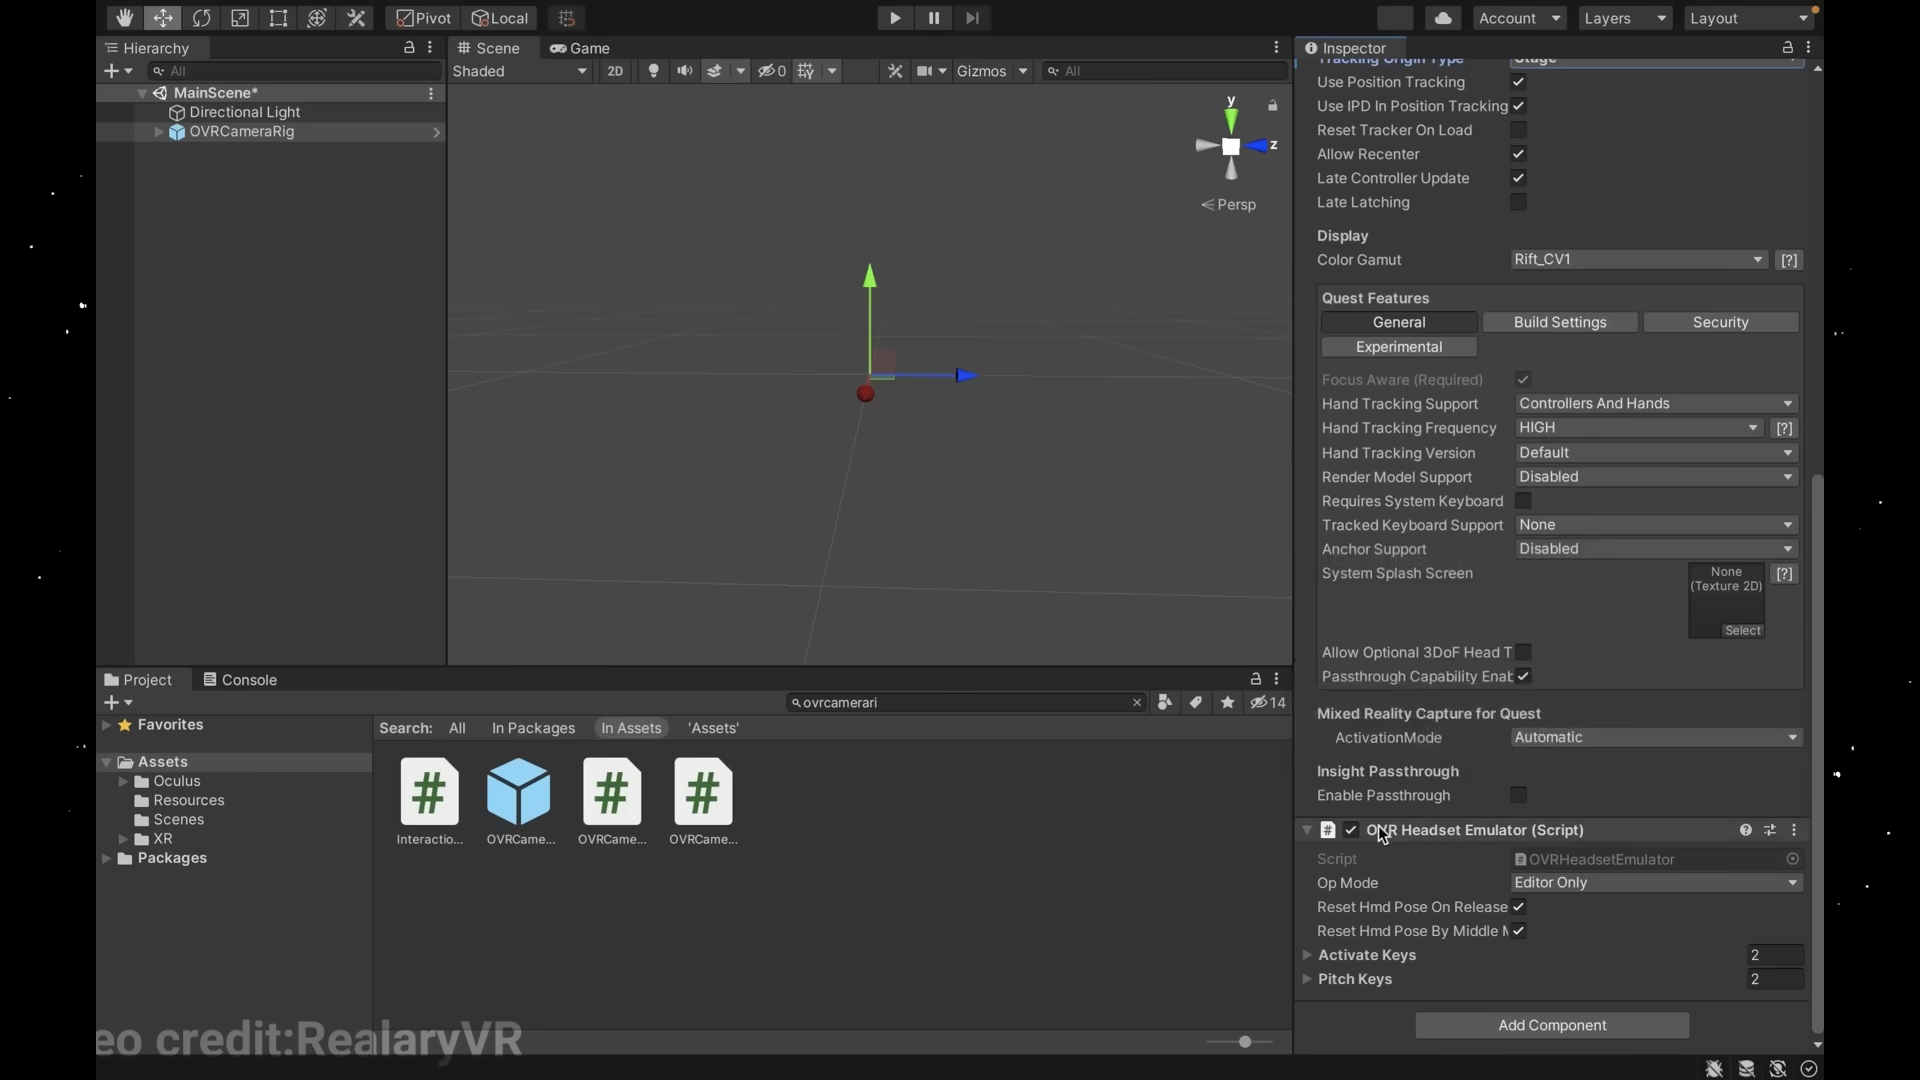 Pivot
Local
Account
Layers
Layout
Hierarchy
All
MainScene*
Directional Light
OVRCameraRig
Scene
Game
Shaded
2D
0
Gizmos
All
y
z
Persp
Inspector
Tracking Origin Type
Stage
Use Position Tracking
Use IPD In Position Tracking
Reset Tracker On Load
Allow Recenter
Late Controller Update
Late Latching
Display
Color Gamut
Rift_CV1
[?]
Quest Features
General
Build Settings
Security
Experimental
Focus Aware (Required)
Hand Tracking Support
Controllers And Hands
Hand Tracking Frequency
HIGH
[?]
Hand Tracking Version
Default
Render Model Support
Disabled
Requires System Keyboard
Tracked Keyboard Support
None
Anchor Support
Disabled
System Splash Screen
None
(Texture 2D)
Select
[?]
Allow Optional 3DoF Head T
Passthrough Capability Enab
Mixed Reality Capture for Quest
ActivationMode
Automatic
Insight Passthrough
Enable Passthrough
OVR Headset Emulator (Script)
Script
OVRHeadsetEmulator
Op Mode
Editor Only
Reset Hmd Pose On Release
Reset Hmd Pose By Middle M
Activate Keys
2
Pitch Keys
2
Add Component
Project
Console
ovrcamerari
14
Favorites
Assets
Oculus
Resources
Scenes
XR
Packages
Search:
All
In Packages
In Assets
'Assets'
Interactio...
OVRCame...
OVRCame...
OVRCame...
eo credit:RealaryVR